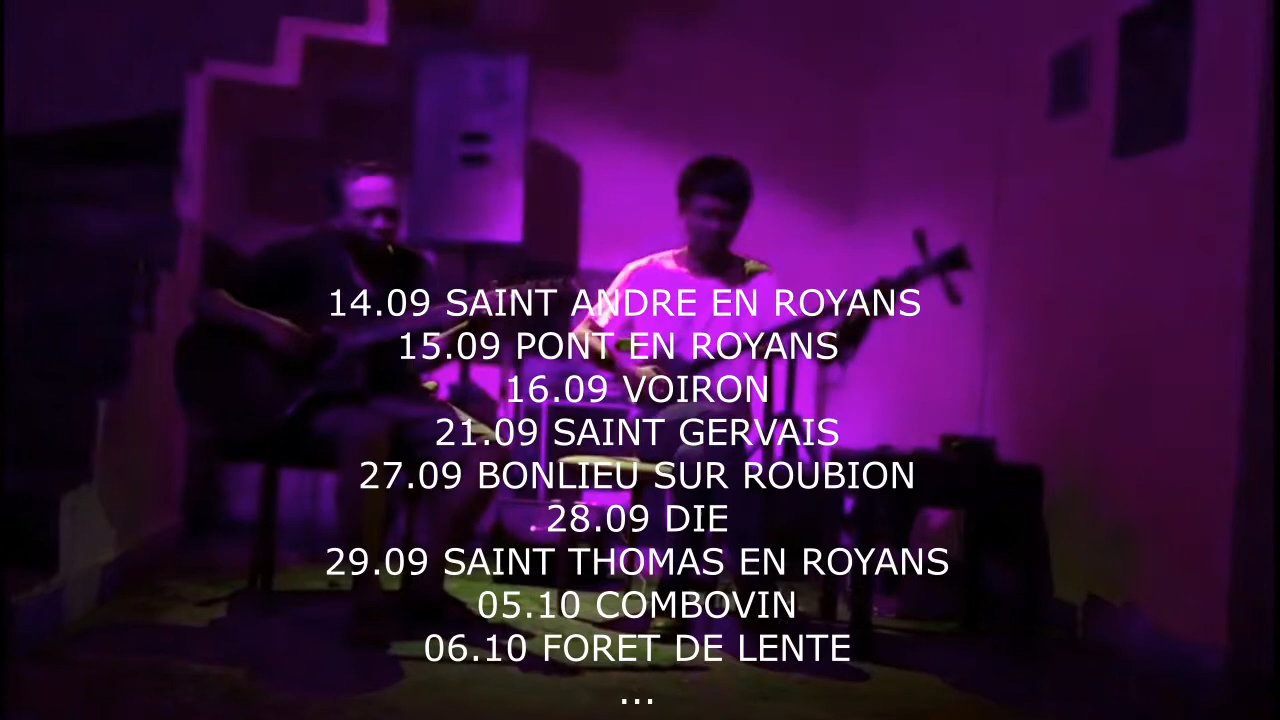 14.09 SAINT ANDRE EN ROYANS
15.09 PONT EN ROYANS
16.09 VOIRON
21.09 SAINT GERVAIS
27.09 BONLIEU SUR ROUBION
28.09 DIE
29.09 SAINT THOMAS EN ROYANS
05.10 COMBOVIN
06.10 FORET DE LENTE
...